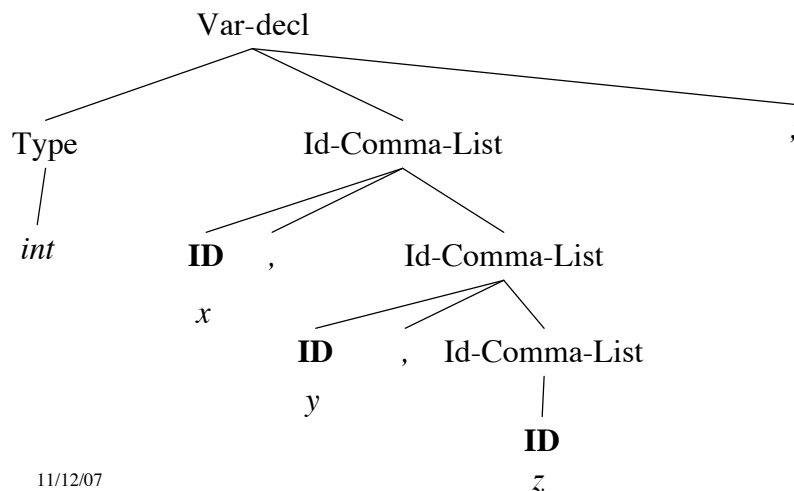 Var-decl
Type Id-Comma-List
int ID , Id-Comma-List
x
ID , Id-Comma-List
y
ID
11/12/07
z